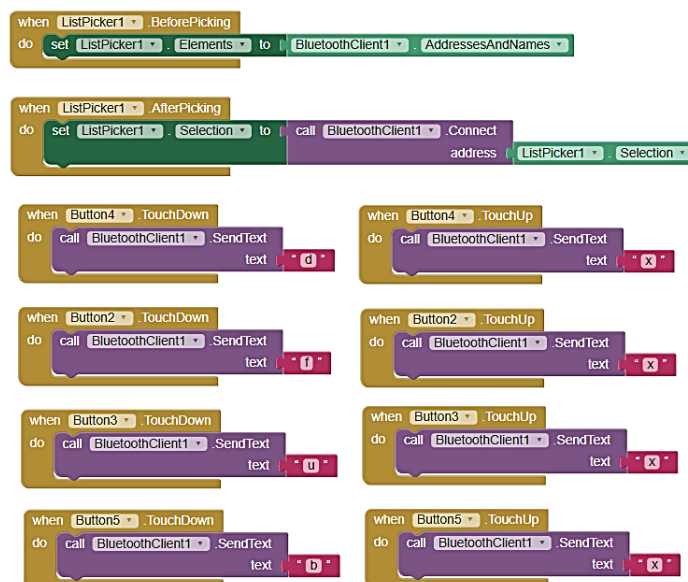 when ListPicker1 .BeforePicking
do set ListPicker1 . Elements to BluetoothClient1 . AddressesAndNames
when ListPicker1 .AfterPicking
do set ListPicker1 . Selection to call BluetoothClient1 .Connect
address ListPicker1 . Selection
when Button4 .TouchDown
do call BluetoothClient1 .SendText
text " d "
when Button4 .TouchUp
do call BluetoothClient1 .SendText
text " x "
when Button2 .TouchDown
do call BluetoothClient1 .SendText
text " f "
when Button2 .TouchUp
do call BluetoothClient1 .SendText
text " x "
when Button3 .TouchDown
do call BluetoothClient1 .SendText
text " u "
when Button3 .TouchUp
do call BluetoothClient1 .SendText
text " x "
when Button5 .TouchDown
do call BluetoothClient1 .SendText
text " b "
when Button5 .TouchUp
do call BluetoothClient1 .SendText
text " x "